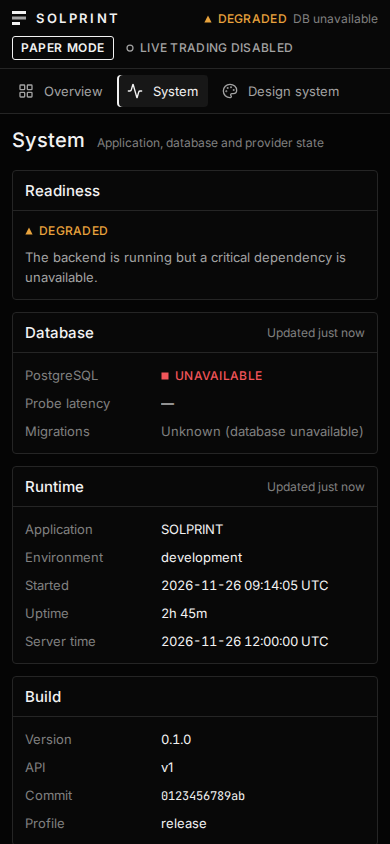 SOLPRINT
DEGRADED DB unavailable
PAPER MODE LIVE TRADING DISABLED
Overview System Design system
System Application, database and provider state
Readiness
DEGRADED
The backend is running but a critical dependency is
unavailable.
Database Updated just now
PostgreSQL UNAVAILABLE
Probe latency —
Migrations Unknown (database unavailable)
Runtime Updated just now
Application SOLPRINT
Environment development
Started 2026-11-26 09:14:05 UTC
Uptime 2h 45m
Server time 2026-11-26 12:00:00 UTC
Build
Version 0.1.0
API v1
Commit 0123456789ab
Profile release